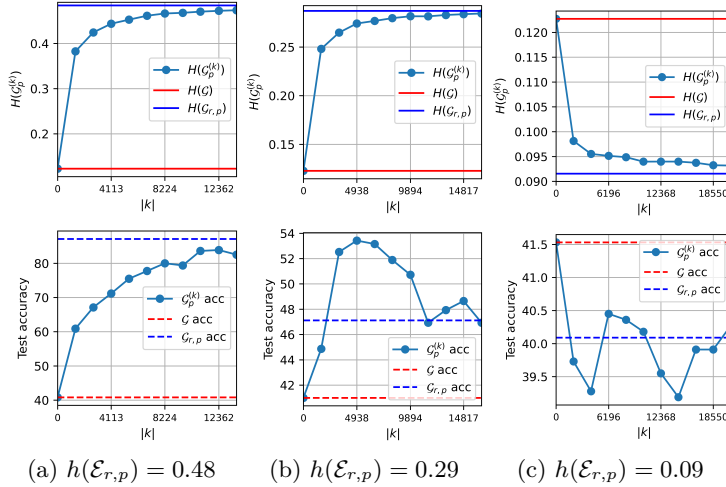 0.4
0.2
H(G_p^(k))
H(G_p^(k))
H(G)
H(G_r,p)
0 4113 8224 12362
|k|
0.25
0.20
0.15
H(G_p^(k))
H(G_p^(k))
H(G)
H(G_r,p)
0 4938 9894 14817
|k|
0.120
0.115
0.110
0.105
0.100
0.095
0.090
H(G_p^(k))
H(G_p^(k))
H(G)
H(G_r,p)
0 6196 12368 18550
|k|
80
70
60
50
40
Test accuracy
G_p^(k) acc
G acc
G_r,p acc
0 4113 8224 12362
|k|
54
52
50
48
46
44
42
Test accuracy
G_p^(k) acc
G acc
G_r,p acc
0 4938 9894 14817
|k|
41.5
41.0
40.5
40.0
39.5
Test accuracy
G_p^(k) acc
G acc
G_r,p acc
0 6196 12368 18550
|k|
(a) h(E_r,p) = 0.48 (b) h(E_r,p) = 0.29 (c) h(E_r,p) = 0.09